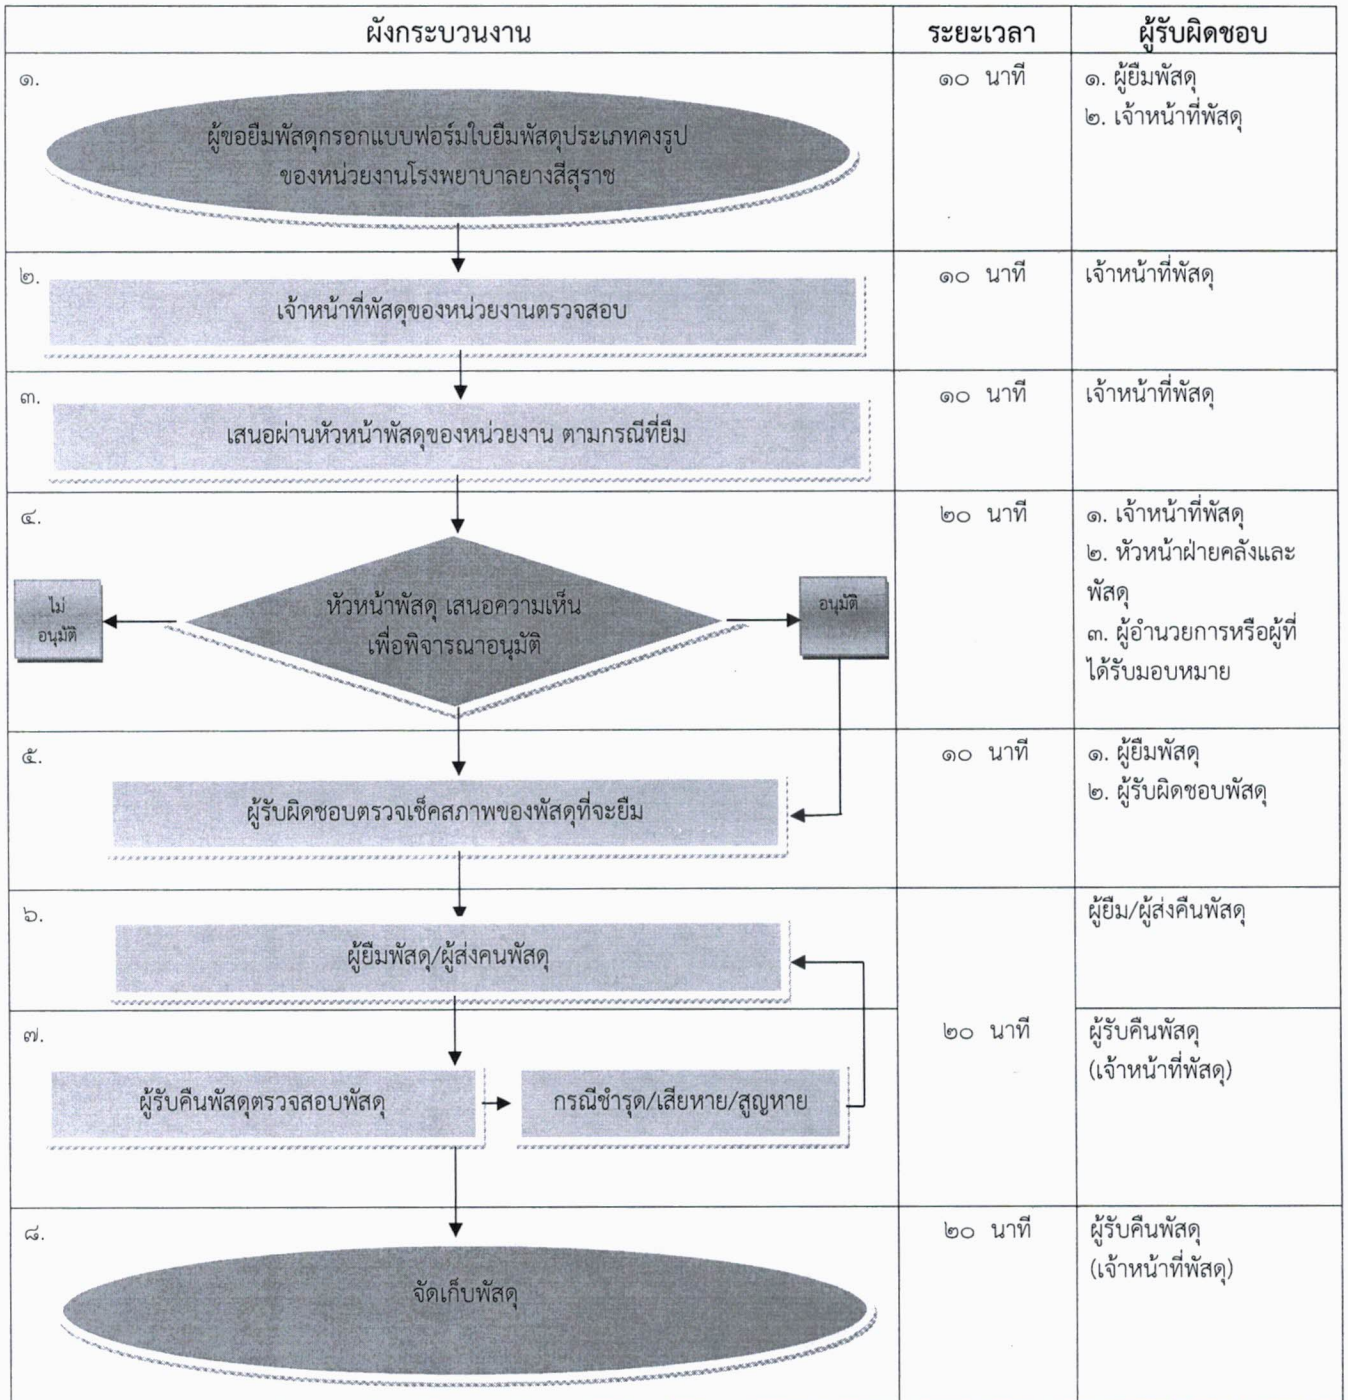 ผังกระบวนงาน
ระยะเวลา
ผู้รับผิดชอบ
๑.
ผู้ขอยืมพัสดุกรอกแบบฟอร์มใบยืมพัสดุประเภทคงรูป
ของหน่วยงานโรงพยาบาลยางสีสุราช
๑๐ นาที
๑. ผู้ยืมพัสดุ
๒. เจ้าหน้าที่พัสดุ
๒.
เจ้าหน้าที่พัสดุของหน่วยงานตรวจสอบ
๑๐ นาที
เจ้าหน้าที่พัสดุ
๓.
เสนอผ่านหัวหน้าพัสดุของหน่วยงาน ตามกรณีที่ยืม
๑๐ นาที
เจ้าหน้าที่พัสดุ
๔.
ไม่
อนุมัติ
หัวหน้าพัสดุ เสนอความเห็น
เพื่อพิจารณาอนุมัติ
อนุมัติ
๒๐ นาที
๑. เจ้าหน้าที่พัสดุ
๒. หัวหน้าฝ่ายคลังและ
พัสดุ
๓. ผู้อำนวยการหรือผู้ที่
ได้รับมอบหมาย
๕.
ผู้รับผิดชอบตรวจเช็คสภาพของพัสดุที่จะยืม
๑๐ นาที
๑. ผู้ยืมพัสดุ
๒. ผู้รับผิดชอบพัสดุ
๖.
ผู้ยืมพัสดุ/ผู้ส่งคนพัสดุ
ผู้ยืม/ผู้ส่งคืนพัสดุ
๗.
ผู้รับคืนพัสดุตรวจสอบพัสดุ
กรณีชำรุด/เสียหาย/สูญหาย
๒๐ นาที
ผู้รับคืนพัสดุ
(เจ้าหน้าที่พัสดุ)
๘.
จัดเก็บพัสดุ
๒๐ นาที
ผู้รับคืนพัสดุ
(เจ้าหน้าที่พัสดุ)